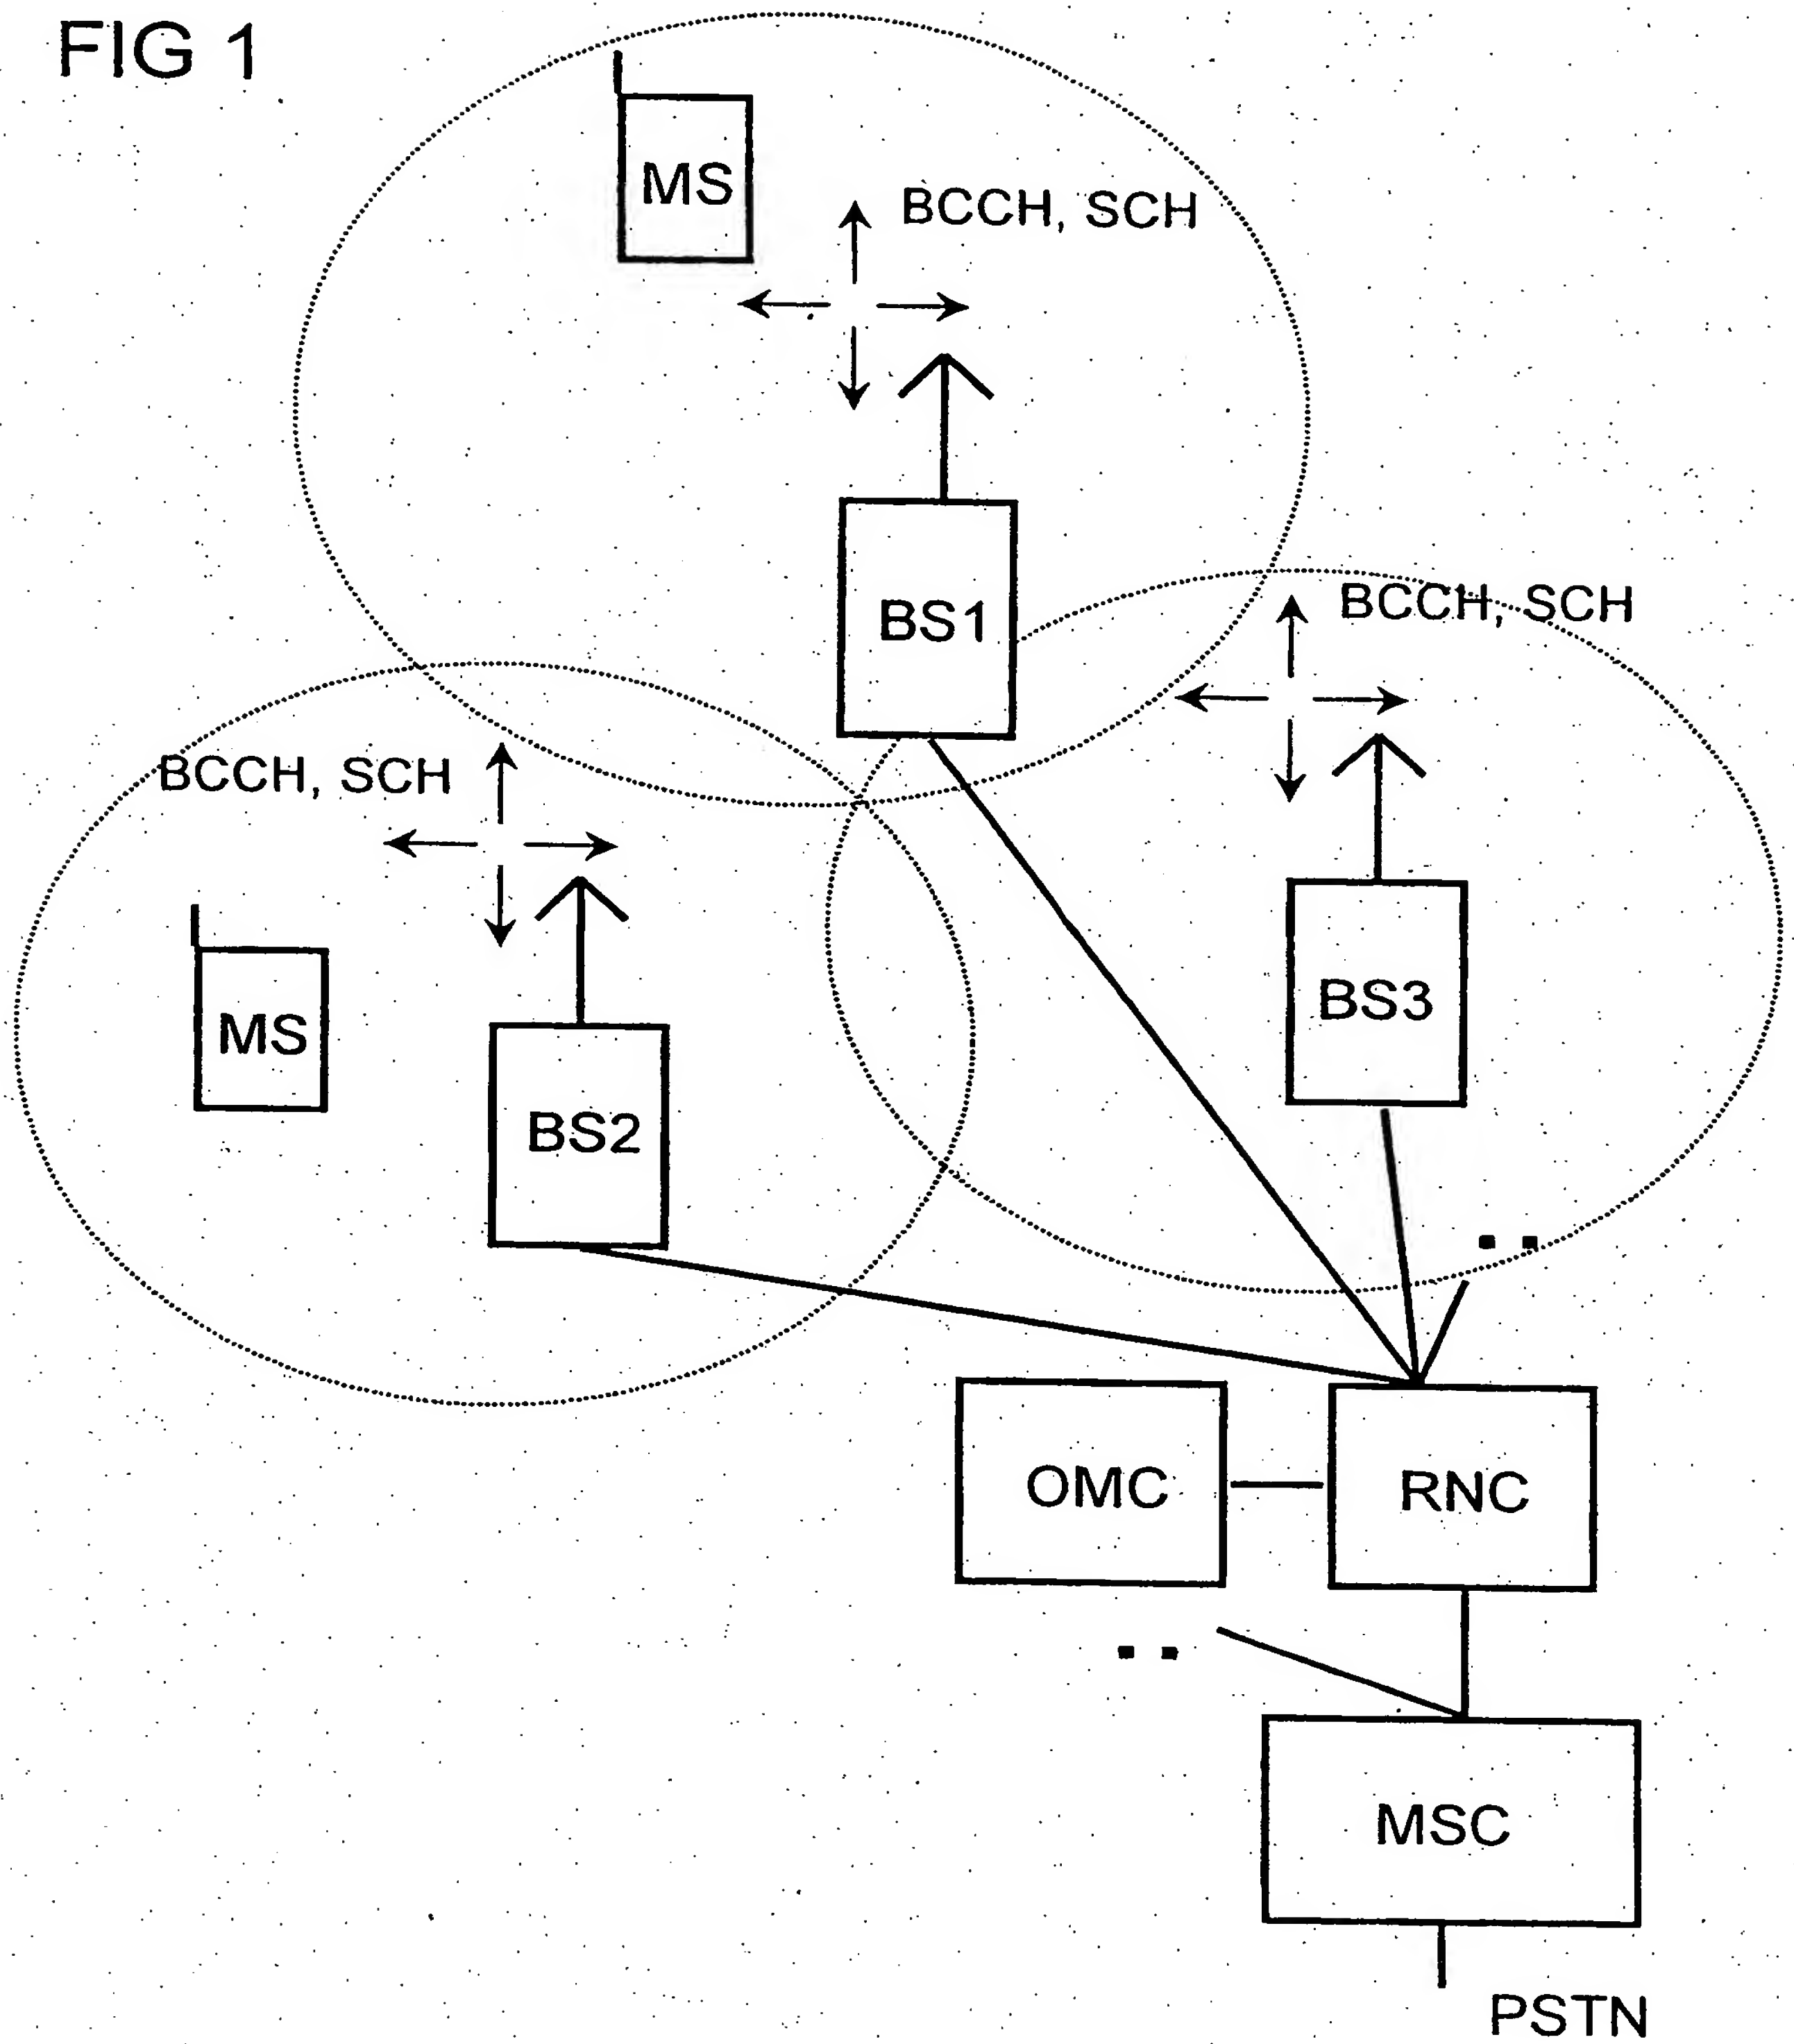 FIG 1
MS
BCCH, SCH
BS1
BCCH, SCH
BCCH, SCH
BS3
MS
BS2
OMC
RNC
MSC
PSTN